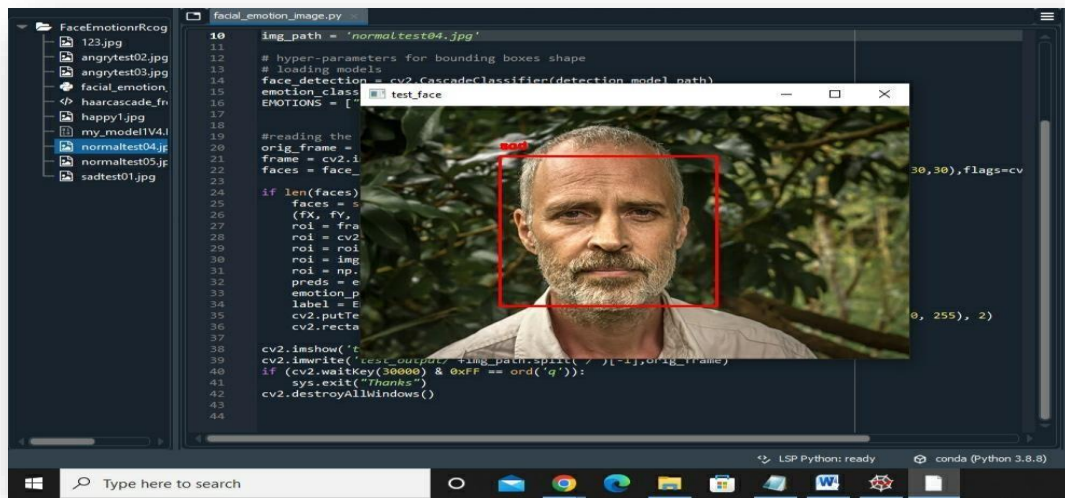 facial_emotion_image.py
FaceEmotionrRcog
123.jpg
angrytest02.jpg
angrytest03.jpg
facial_emotion_
haarcascade_fr
happy1.jpg
my_model1V4.
normaltest04.jp
normaltest05.jp
sadtest01.jpg
10 img_path = 'normaltest04.jpg'
11
12 # hyper-parameters for bounding boxes shape
13 # loading models
14 face_detection = cv2.CascadeClassifier(detection_model_path)
15 emotion_class
16 EMOTIONS = ["
17
18
19 #reading the
20 orig_frame =
21 frame = cv2.i
22 faces = face_ 30,30),flags=cv
23
24 if len(faces)
25 faces = s
26 (fX, fY,
27 roi = fra
28 roi = cv2
29 roi = roi
30 roi = img
31 roi = np.
32 preds = e
33 emotion_p
34 label = E
35 cv2.putTe 0, 255), 2)
36 cv2.recta
37
38 cv2.imshow('t
39 cv2.imwrite('test_output/'+img_path.split('/')[-1],orig_frame)
40 if (cv2.waitKey(30000) & 0xFF == ord('q')):
41 sys.exit("Thanks")
42 cv2.destroyAllWindows()
43
44
test_face
sad
LSP Python: ready conda (Python 3.8.8)
Type here to search